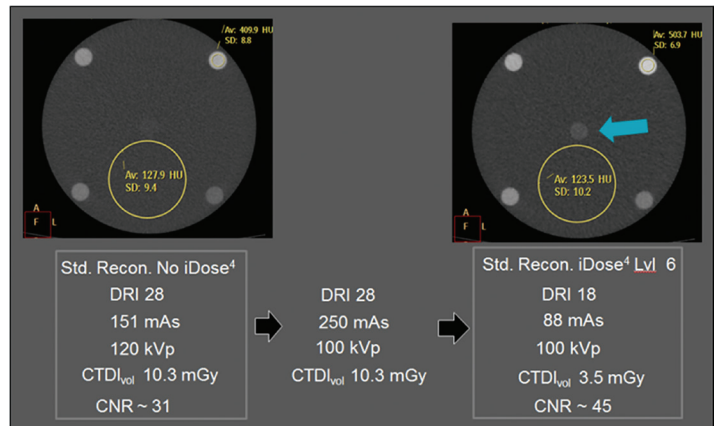 Av: 409.9 HU
SD: 8.8
Av: 127.9 HU
SD: 9.4
A
F L
Av: 503.7 HU
SD: 6.9
Av: 123.5 HU
SD: 10.2
A
F L
Std. Recon. No iDose⁴
DRI 28
151 mAs
120 kVp
CTDIvol 10.3 mGy
CNR ~ 31
DRI 28
250 mAs
100 kVp
CTDIvol 10.3 mGy
Std. Recon. iDose⁴ Lvl 6
DRI 18
88 mAs
100 kVp
CTDIvol 3.5 mGy
CNR ~ 45